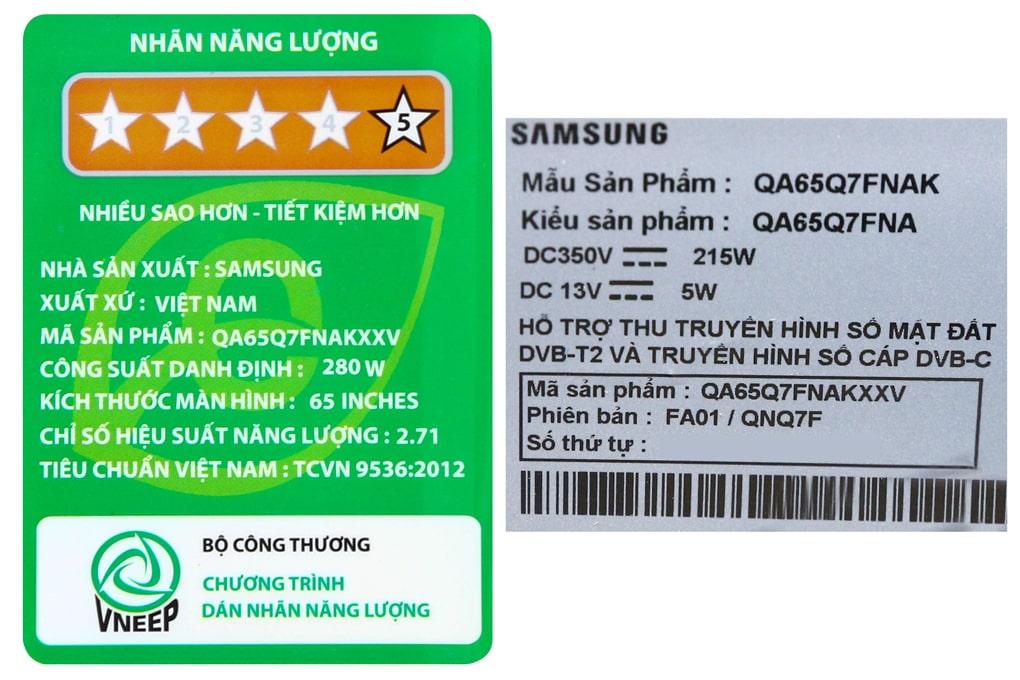 NHÃN NĂNG LƯỢNG
1 2 3 4 5
NHIỀU SAO HƠN - TIẾT KIỆM HƠN
NHÀ SẢN XUẤT : SAMSUNG
XUẤT XỨ : VIỆT NAM
MÃ SẢN PHẨM : QA65Q7FNAKXXV
CÔNG SUẤT DANH ĐỊNH : 280 W
KÍCH THƯỚC MÀN HÌNH : 65 INCHES
CHỈ SỐ HIỆU SUẤT NĂNG LƯỢNG : 2.71
TIÊU CHUẨN VIỆT NAM : TCVN 9536:2012
VNEEP
BỘ CÔNG THƯƠNG
CHƯƠNG TRÌNH
DÁN NHÃN NĂNG LƯỢNG
SAMSUNG
Mẫu Sản Phẩm : QA65Q7FNAK
Kiểu sản phẩm : QA65Q7FNA
DC350V 215W
DC 13V 5W
HỖ TRỢ THU TRUYỀN HÌNH SỐ MẶT ĐẤT
DVB-T2 VÀ TRUYỀN HÌNH SỐ CÁP DVB-C
Mã sản phẩm : QA65Q7FNAKXXV
Phiên bản : FA01 / QNQ7F
Số thứ tự :